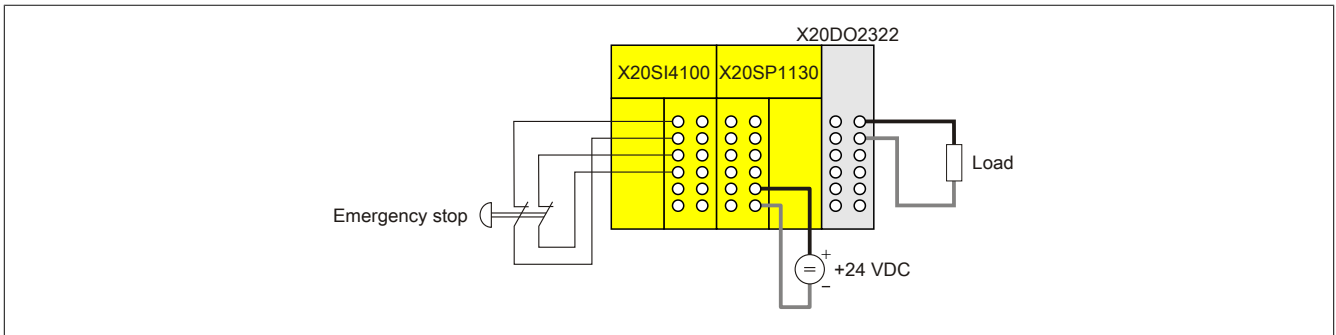 X20DO2322
X20SI4100
X20SP1130
Load
Emergency stop
+
+24 VDC
−